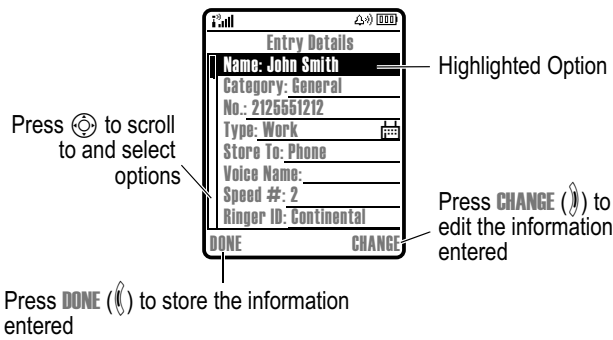 Entry Details
Name: John Smith
Category: General
No.: 2125551212
Type: Work
Store To: Phone
Voice Name:
Speed #: 2
Ringer ID: Continental
DONE CHANGE
Highlighted Option
Press to scroll
to and select
options
Press CHANGE ( ) to
edit the information
entered
Press DONE ( ) to store the information
entered